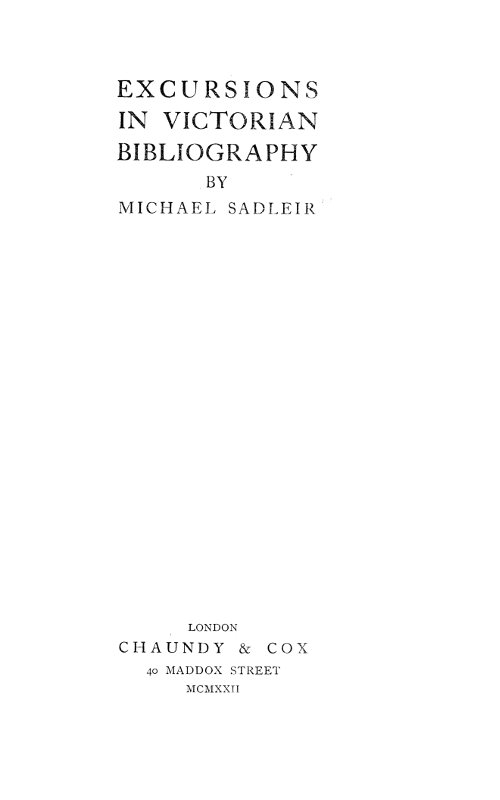 EXCURSIONS
IN VICTORIAN
BIBLIOGRAPHY
BY
MICHAEL SADLEIR
LONDON
CHAUNDY & COX
40 MADDOX STREET
MCMXXII